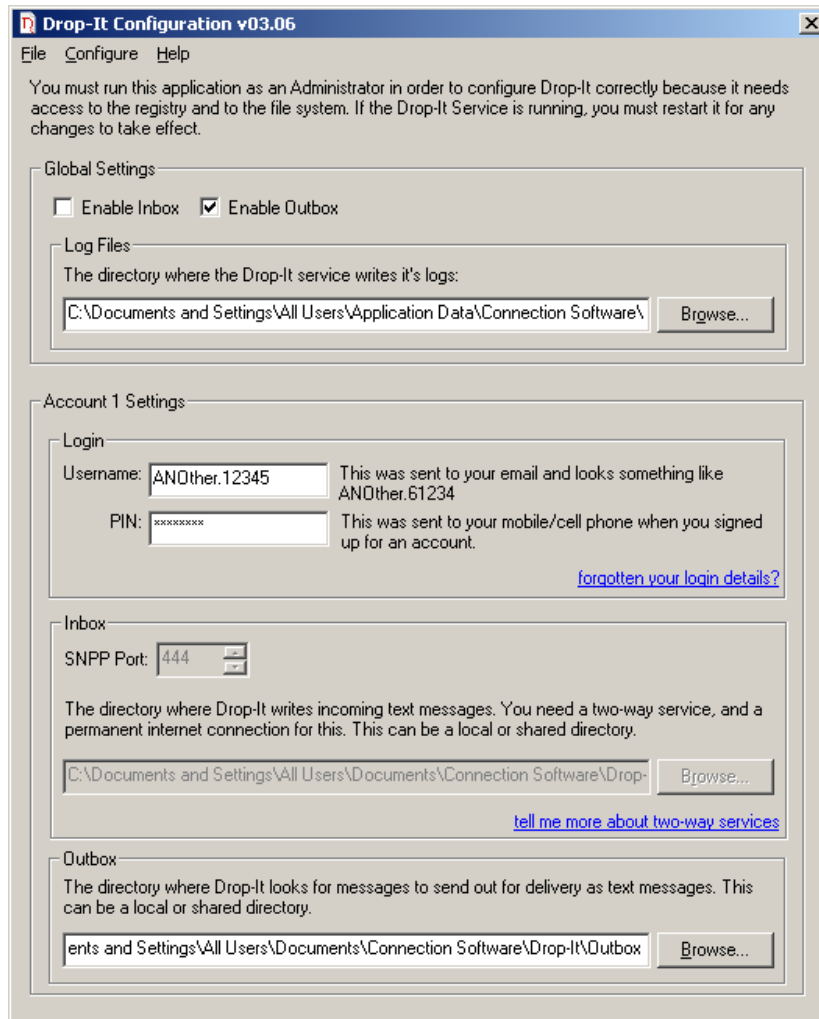 Drop-It Configuration v03.06
File Configure Help
You must run this application as an Administrator in order to configure Drop-It correctly because it needs
access to the registry and to the file system. If the Drop-It Service is running, you must restart it for any
changes to take effect.
Global Settings
Enable Inbox Enable Outbox
Log Files
The directory where the Drop-It service writes it's logs:
C:\Documents and Settings\All Users\Application Data\Connection Software\ Browse...
Account 1 Settings
Login
Username: ANOther.12345 This was sent to your email and looks something like
ANOther.61234
PIN: ×××××××× This was sent to your mobile/cell phone when you signed
up for an account.
forgotten your login details?
Inbox
SNPP Port: 444
The directory where Drop-It writes incoming text messages. You need a two-way service, and a
permanent internet connection for this. This can be a local or shared directory.
C:\Documents and Settings\All Users\Documents\Connection Software\Drop- Browse...
tell me more about two-way services
Outbox
The directory where Drop-It looks for messages to send out for delivery as text messages. This
can be a local or shared directory.
ents and Settings\All Users\Documents\Connection Software\Drop-It\Outbox Browse...